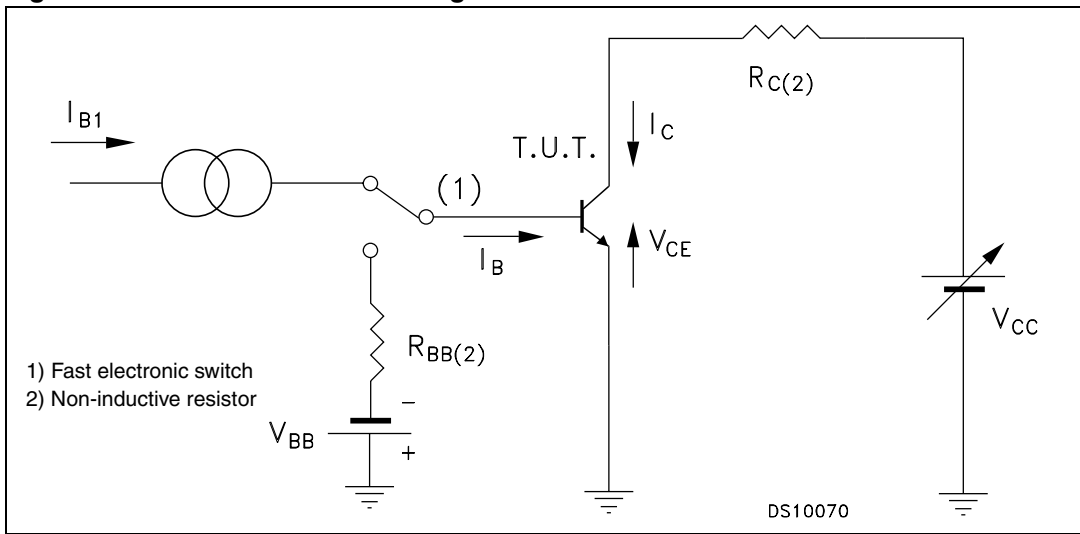 I_B1
R_C(2)
I_C
T.U.T.
(1)
I_B
V_CE
V_CC
R_BB(2)
1) Fast electronic switch
2) Non-inductive resistor
−
V_BB
+
DS10070